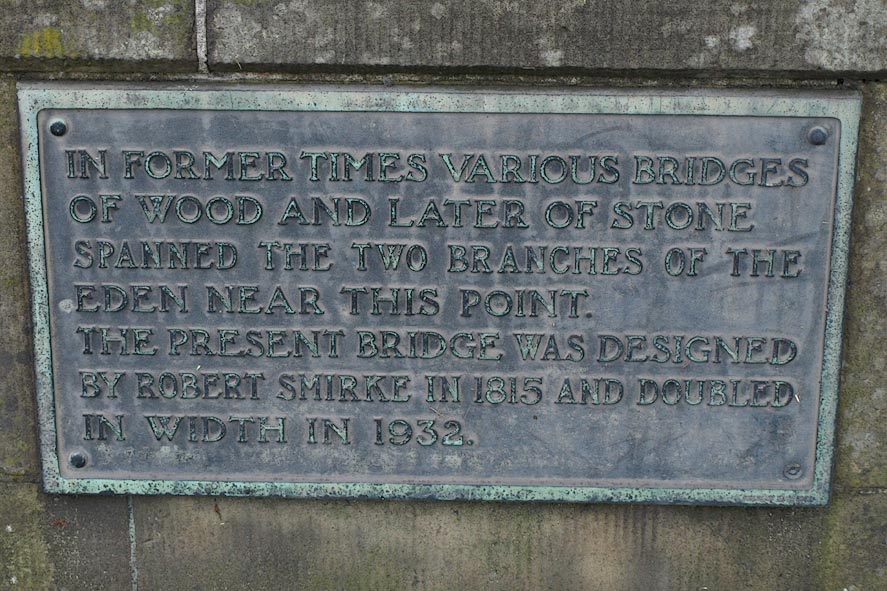 IN FORMER TIMES VARIOUS BRIDGES
OF WOOD AND LATER OF STONE
SPANNED THE TWO BRANCHES OF THE
EDEN NEAR THIS POINT.
THE PRESENT BRIDGE WAS DESIGNED
BY ROBERT SMIRKE IN 1815 AND DOUBLED
IN WIDTH IN 1932.